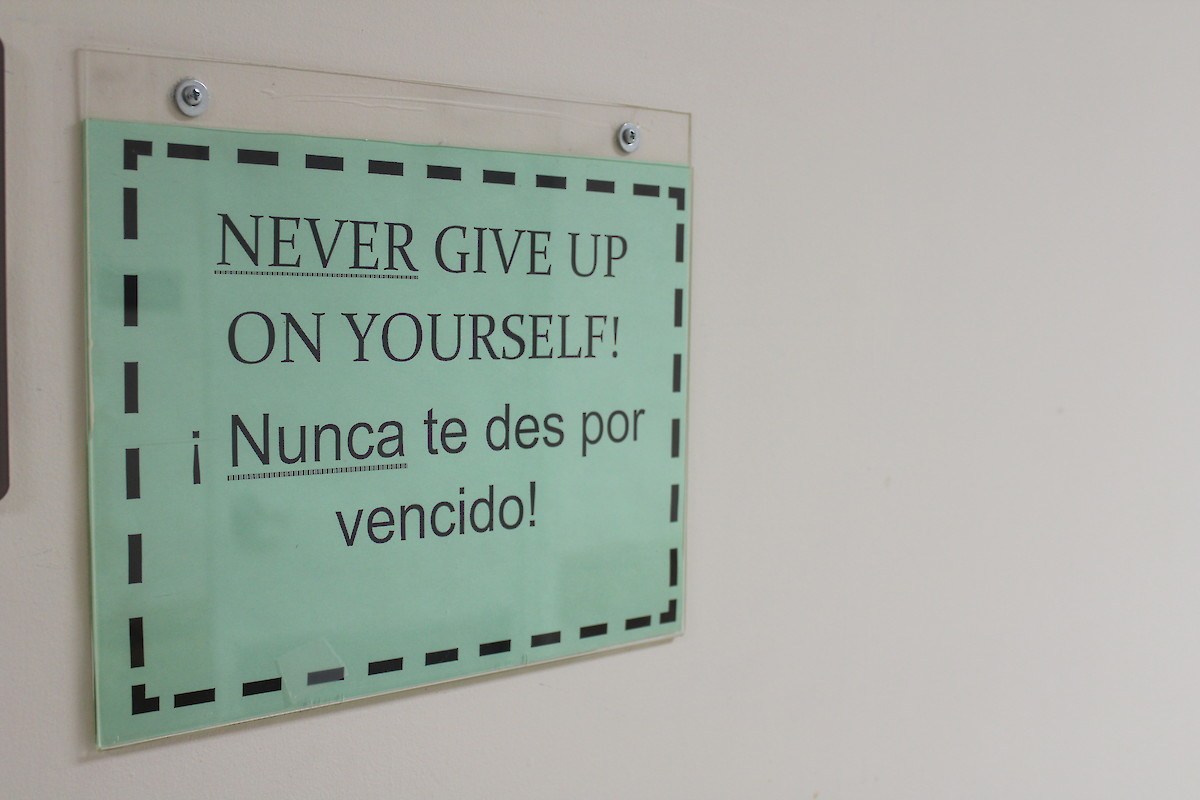 NEVER GIVE UP
ON YOURSELF!
¡ Nunca te des por
vencido!